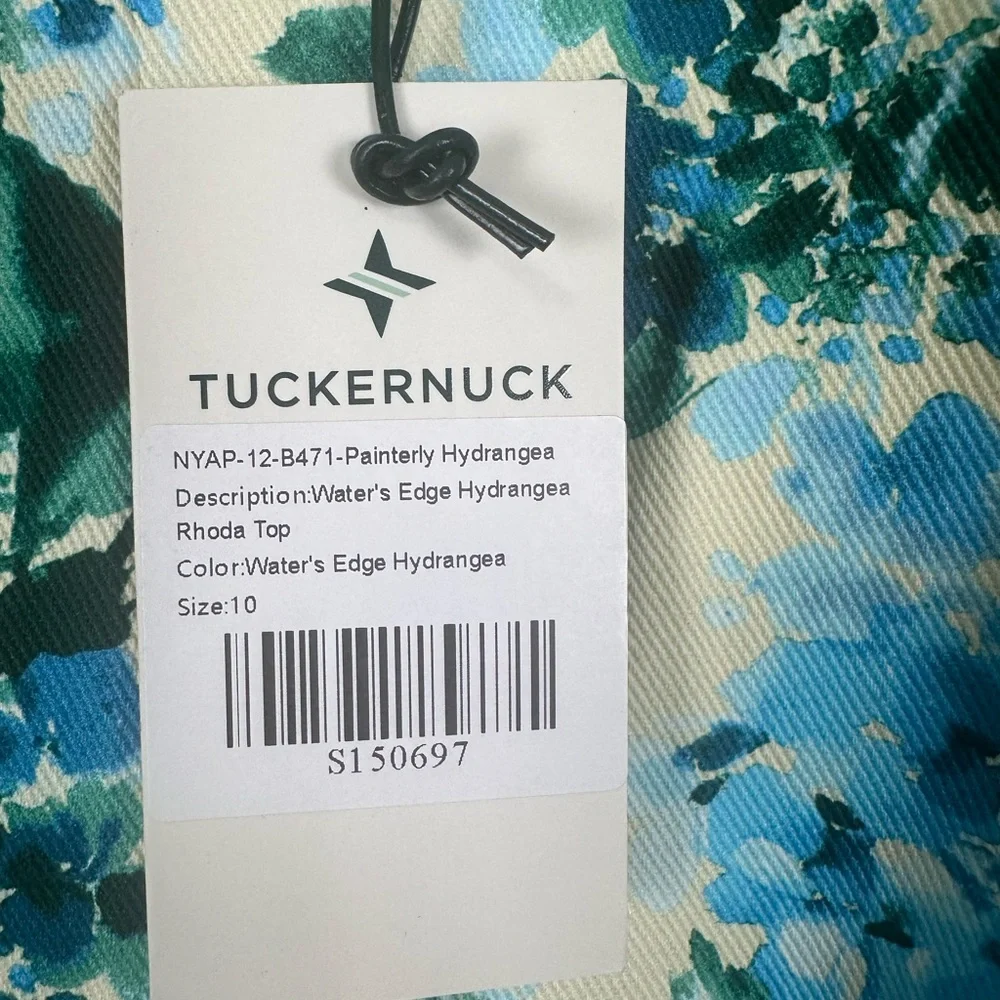 TUCKERNUCK
NYAP-12-B471-Painterly Hydrangea
Description:Water's Edge Hydrangea
Rhoda Top
Color:Water's Edge Hydrangea
Size:10
S150697